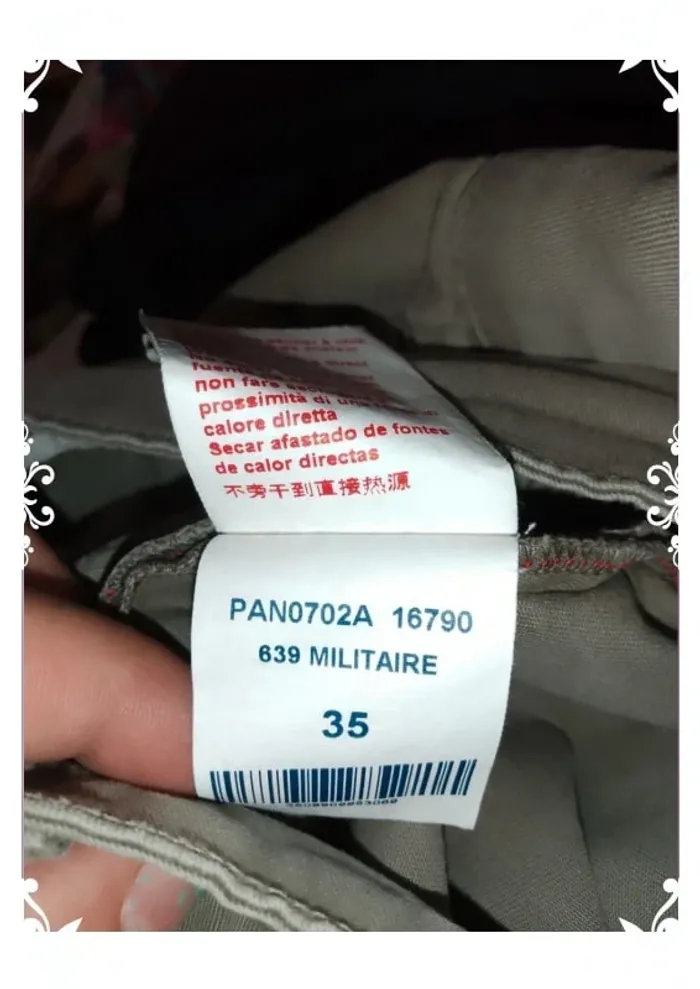 non fare
prossimità di
calore diretta
Secar afastado de fontes
de calor directas
不旁干到直接热源
PAN0702A 16790
639 MILITAIRE
35